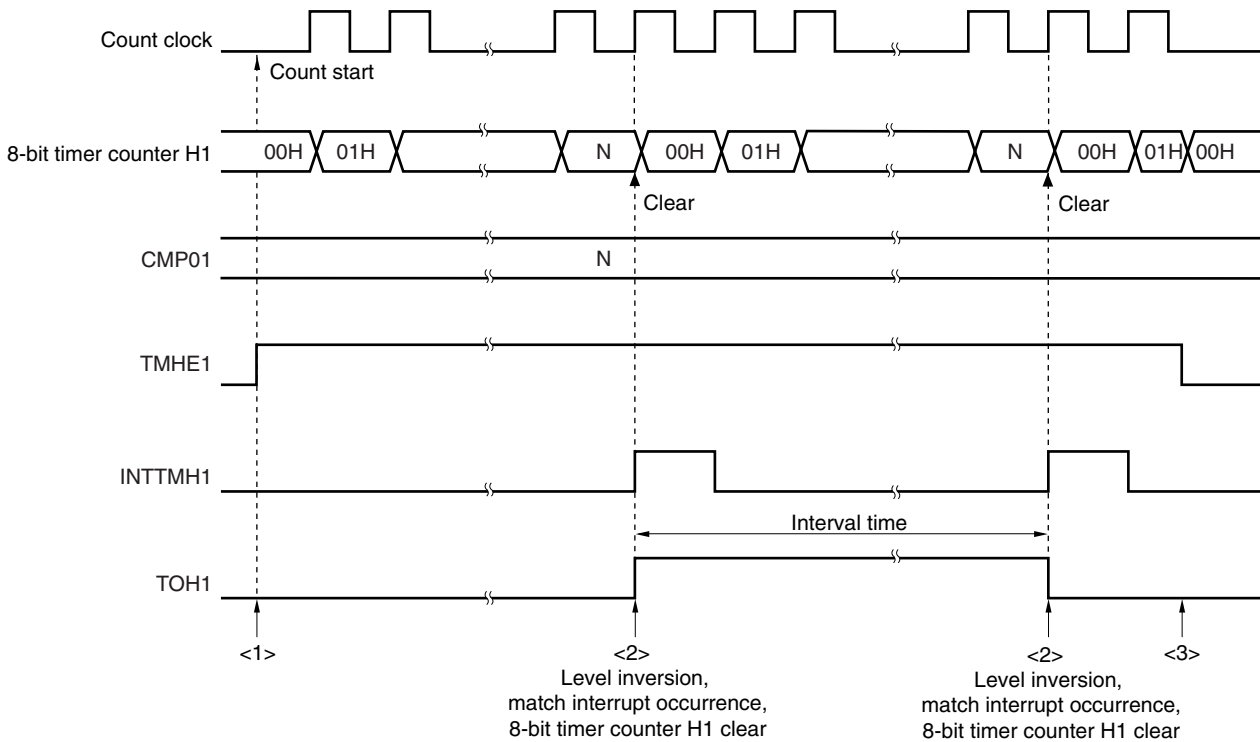 Count clock
Count start
8-bit timer counter H1
00H 01H N 00H 01H N 00H 01H 00H
Clear Clear
CMP01
N
TMHE1
INTTMH1
Interval time
TOH1
<1> <2> <2> <3>
Level inversion,
match interrupt occurrence,
8-bit timer counter H1 clear
Level inversion,
match interrupt occurrence,
8-bit timer counter H1 clear